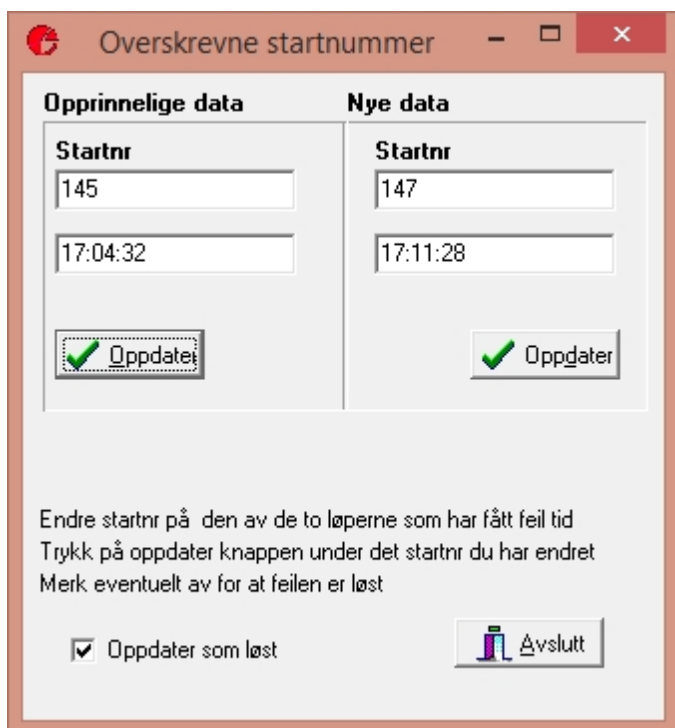 Overskrevne startnummer
Opprinnelige data
Nye data
Startnr
Startnr
145
147
17:04:32
17:11:28
Oppdater
Oppdater
Endre startnr på den av de to løperne som har fått feil tid
Trykk på oppdater knappen under det startnr du har endret
Merk eventuelt av for at feilen er løst
Oppdater som løst
Avslutt